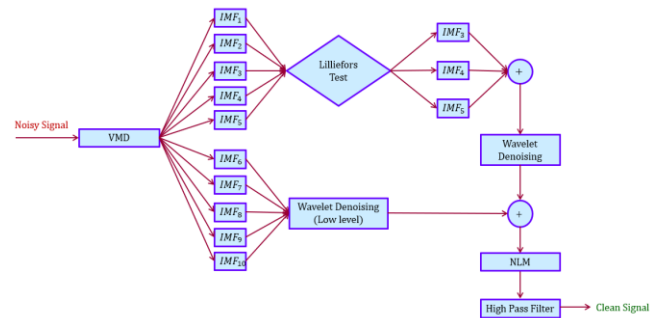 Noisy Signal
VMD
IMF₁
IMF₂
IMF₃
IMF₄
IMF₅
IMF₆
IMF₇
IMF₈
IMF₉
IMF₁₀
Lilliefors
Test
IMF₃
IMF₄
IMF₅
+
Wavelet
Denoising
Wavelet Denoising
(Low level)
+
NLM
High Pass Filter
Clean Signal